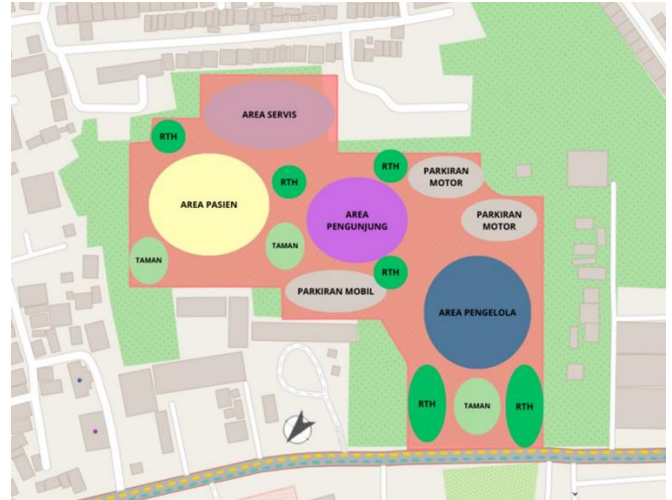 AREA SERVIS
RTH
RTH
PARKIRAN
MOTOR
RTH
AREA PASIEN
AREA
PENGUNJUNG
PARKIRAN
MOTOR
TAMAN
TAMAN
RTH
PARKIRAN MOBIL
AREA PENGELOLA
RTH
TAMAN
RTH